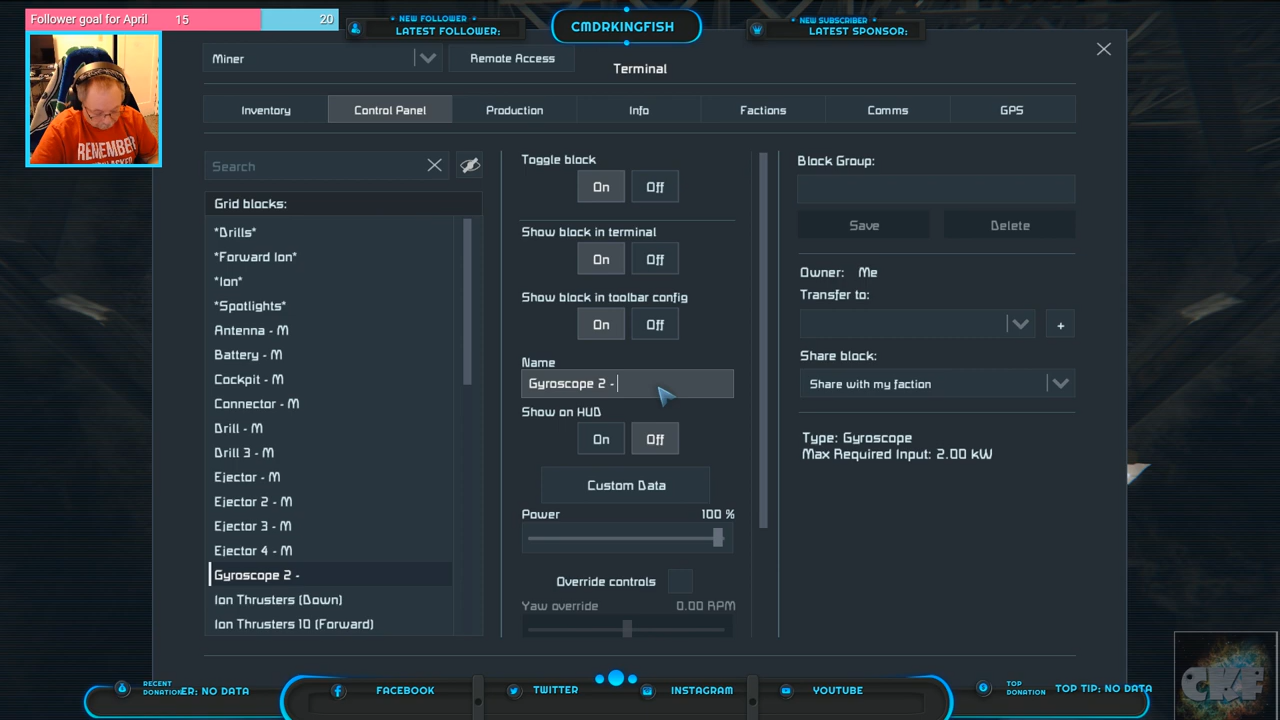 Follower goal for April 15 20
NEW FOLLOWER
LATEST FOLLOWER:
CMDRKINGFISH
NEW SUBSCRIBER
LATEST SPONSOR:
REMEMBER
Miner
Remote Access
Terminal
Inventory
Control Panel
Production
Info
Factions
Comms
GPS
Search
Grid blocks:
*Drills*
*Forward Ion*
*Ion*
*Spotlights*
Antenna - M
Battery - M
Cockpit - M
Connector - M
Drill - M
Drill 3 - M
Ejector - M
Ejector 2 - M
Ejector 3 - M
Ejector 4 - M
Gyroscope 2 -
Ion Thrusters (Down)
Ion Thrusters 10 (Forward)
Toggle block
On Off
Show block in terminal
On Off
Show block in toolbar config
On Off
Name
Gyroscope 2 -
Show on HUD
On Off
Custom Data
Power 100 %
Override controls
Yaw override 0.00 RPM
Block Group:
Save Delete
Owner: Me
Transfer to:
+
Share block:
Share with my faction
Type: Gyroscope
Max Required Input: 2.00 kW
RECENT
DONATION
ER: NO DATA
FACEBOOK
TWITTER
INSTAGRAM
YOUTUBE
TOP
DONATION
TOP TIP: NO DATA
CKF